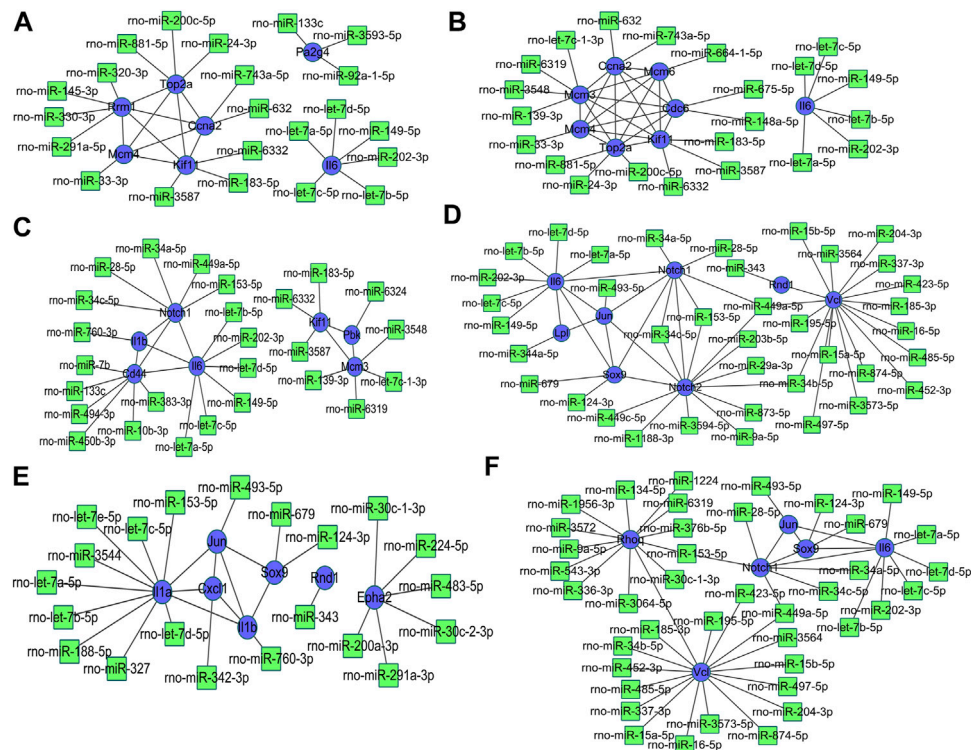 A
rno-miR-200c-5p
rno-miR-881-5p
rno-miR-24-3p
rno-miR-320-3p
Top2a
rno-miR-743a-5p
rno-miR-145-3p
Rrm1
rno-miR-632
rno-miR-330-3p
Ccna2
rno-miR-291a-5p
Mcm4
rno-miR-6332
Kif11
rno-miR-33-3p
rno-miR-183-5p
rno-miR-3587
rno-miR-133c
rno-miR-3593-5p
Pa2g4
rno-miR-92a-1-5p
rno-let-7d-5p
rno-let-7a-5p
rno-miR-149-5p
rno-miR-202-3p
Il6
rno-let-7c-5p
rno-let-7b-5p
B
rno-miR-632
rno-let-7c-1-3p
rno-miR-743a-5p
rno-miR-6319
Ccna2
rno-miR-664-1-5p
Mcm6
rno-miR-3548
Mcm3
rno-miR-675-5p
Cdc6
rno-miR-139-3p
rno-miR-148a-5p
Mcm4
rno-miR-33-3p
Kif11
rno-miR-183-5p
Top2a
rno-miR-881-5p
rno-miR-200c-5p
rno-miR-3587
rno-miR-24-3p
rno-miR-6332
rno-let-7c-5p
rno-let-7d-5p
rno-miR-149-5p
Il6
rno-let-7b-5p
rno-miR-202-3p
rno-let-7a-5p
C
rno-miR-34a-5p
rno-miR-28-5p
rno-miR-449a-5p
rno-miR-153-5p
rno-miR-34c-5p
Notch1
rno-let-7b-5p
rno-miR-760-3p
Il1b
rno-miR-202-3p
rno-miR-7b
Cd44
Il6
rno-let-7d-5p
rno-miR-133c
rno-miR-383-3p
rno-miR-149-5p
rno-miR-494-3p
rno-miR-10b-3p
rno-let-7c-5p
rno-miR-450b-3p
rno-let-7a-5p
rno-miR-183-5p
rno-miR-6332
rno-miR-6324
Kif11
Pbk
rno-miR-3548
rno-miR-3587
Mcm3
rno-miR-139-3p
rno-let-7c-1-3p
rno-miR-6319
D
rno-let-7d-5p
rno-let-7b-5p
rno-let-7a-5p
rno-miR-34a-5p
rno-miR-28-5p
rno-miR-202-3p
Il6
Notch1
rno-miR-343
rno-let-7c-5p
rno-miR-493-5p
rno-miR-149-5p
Lpl
Jun
rno-miR-153-5p
rno-miR-449a-5p
rno-miR-34c-5p
rno-miR-203b-5p
rno-miR-344a-5p
rno-miR-29a-3p
rno-miR-679
Sox9
Notch2
rno-miR-34b-5p
rno-miR-124-3p
rno-miR-449c-5p
rno-miR-873-5p
rno-miR-3594-5p
rno-miR-1188-3p
rno-miR-9a-5p
rno-miR-15b-5p
rno-miR-204-3p
rno-miR-3564
rno-miR-337-3p
Rnd1
rno-miR-423-5p
Vcl
rno-miR-185-3p
rno-miR-195-5p
rno-miR-16-5p
rno-miR-15a-5p
rno-miR-485-5p
rno-miR-874-5p
rno-miR-452-3p
rno-miR-3573-5p
rno-miR-497-5p
E
rno-miR-153-5p
rno-miR-493-5p
rno-let-7e-5p
rno-let-7c-5p
rno-miR-679
rno-miR-3544
Jun
rno-miR-124-3p
rno-let-7a-5p
Sox9
Il1a
Cxcl1
Rnd1
rno-let-7b-5p
rno-let-7d-5p
Il1b
rno-miR-343
rno-miR-188-5p
rno-miR-760-3p
rno-miR-327
rno-miR-342-3p
rno-miR-30c-1-3p
rno-miR-224-5p
rno-miR-483-5p
Epha2
rno-miR-30c-2-3p
rno-miR-200a-3p
rno-miR-291a-3p
F
rno-miR-1224
rno-miR-134-5p
rno-miR-1956-3p
rno-miR-6319
rno-miR-3572
rno-miR-376b-5p
Rhoq
rno-miR-9a-5p
rno-miR-153-5p
rno-miR-543-3p
rno-miR-30c-1-3p
rno-miR-336-3p
rno-miR-3064-5p
rno-miR-493-5p
rno-miR-28-5p
rno-miR-124-3p
rno-miR-149-5p
Jun
rno-miR-679
Sox9
Il6
rno-let-7a-5p
Notch1
rno-miR-34a-5p
rno-let-7d-5p
rno-miR-34c-5p
rno-let-7c-5p
rno-miR-202-3p
rno-let-7b-5p
rno-miR-423-5p
rno-miR-449a-5p
rno-miR-195-5p
rno-miR-185-3p
rno-miR-3564
rno-miR-34b-5p
rno-miR-15b-5p
rno-miR-452-3p
Vcl
rno-miR-497-5p
rno-miR-485-5p
rno-miR-204-3p
rno-miR-337-3p
rno-miR-3573-5p
rno-miR-874-5p
rno-miR-15a-5p
rno-miR-16-5p